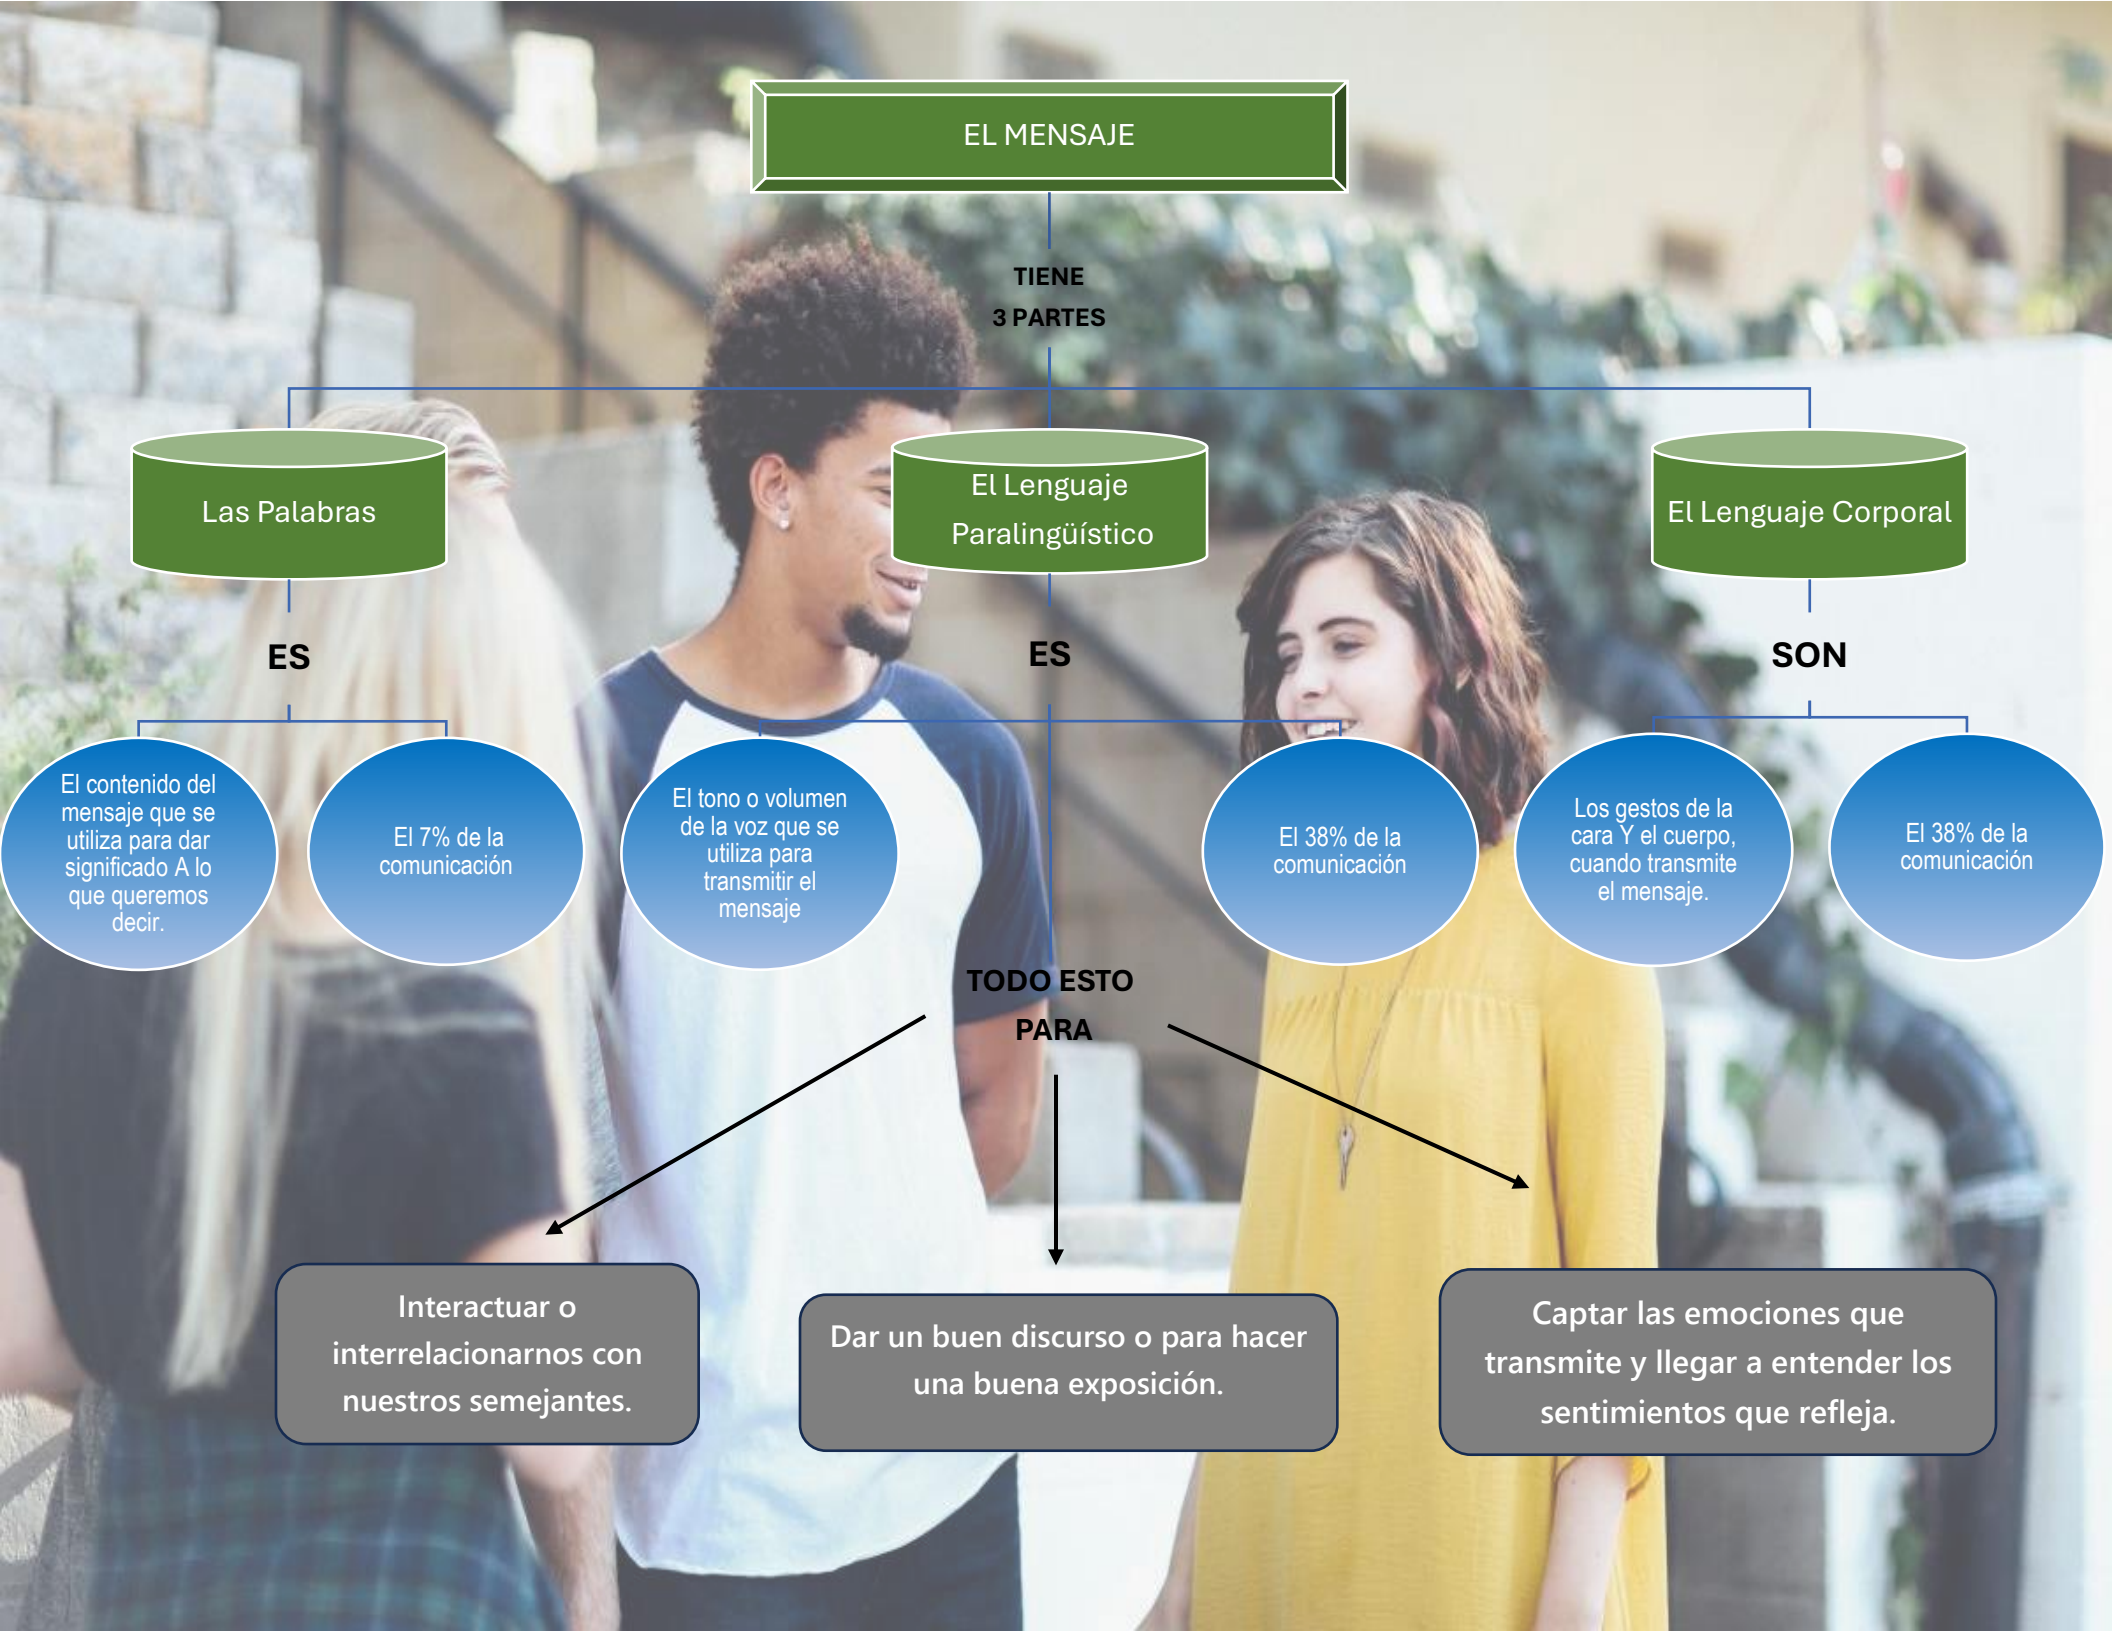 EL MENSAJE
TIENE
3 PARTES
Las Palabras
El Lenguaje
Paralingüístico
El Lenguaje Corporal
ES
ES
SON
El contenido del
mensaje que se
utiliza para dar
significado A lo
que queremos
decir.
El 7% de la
comunicación
El tono o volumen
de la voz que se
utiliza para
transmitir el
mensaje
El 38% de la
comunicación
Los gestos de la
cara Y el cuerpo,
cuando transmite
el mensaje.
El 38% de la
comunicación
TODO ESTO
PARA
Interactuar o
interrelacionarnos con
nuestros semejantes.
Dar un buen discurso o para hacer
una buena exposición.
Captar las emociones que
transmite y llegar a entender los
sentimientos que refleja.